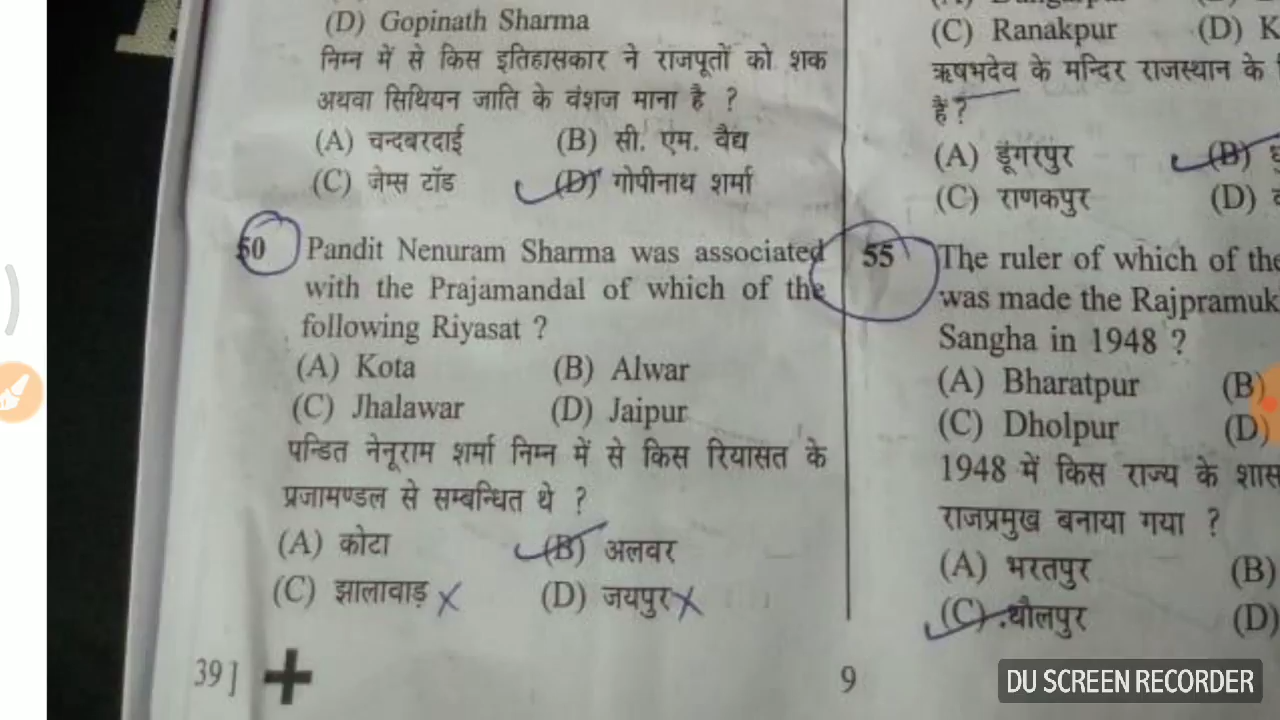 (D) Gopinath Sharma
निम्न में से किस इतिहासकार ने राजपूतों को शक
अथवा सिथियन जाति के वंशज माना है ?
(A) चन्दबरदाई (B) सी. एम. वैद्य
(C) जेम्स टॉड (D) गोपीनाथ शर्मा
50 Pandit Nenuram Sharma was associated
with the Prajamandal of which of the
following Riyasat ?
(A) Kota (B) Alwar
(C) Jhalawar (D) Jaipur
पन्डित नेनूराम शर्मा निम्न में से किस रियासत के
प्रजामण्डल से सम्बन्धित थे ?
(A) कोटा (B) अलवर
(C) झालावाड़ (D) जयपुर
39 ]
(C) Ranakpur (D) K
ऋषभदेव के मन्दिर राजस्थान के
हैं ?
(A) डूंगरपुर (B)
(C) राणकपुर (D)
55 The ruler of which of the
was made the Rajpramuk
Sangha in 1948 ?
(A) Bharatpur (B)
(C) Dholpur (D)
1948 में किस राज्य के शास
राजप्रमुख बनाया गया ?
(A) भरतपुर (B)
(C) धौलपुर (D)
9
DU SCREEN RECORDER